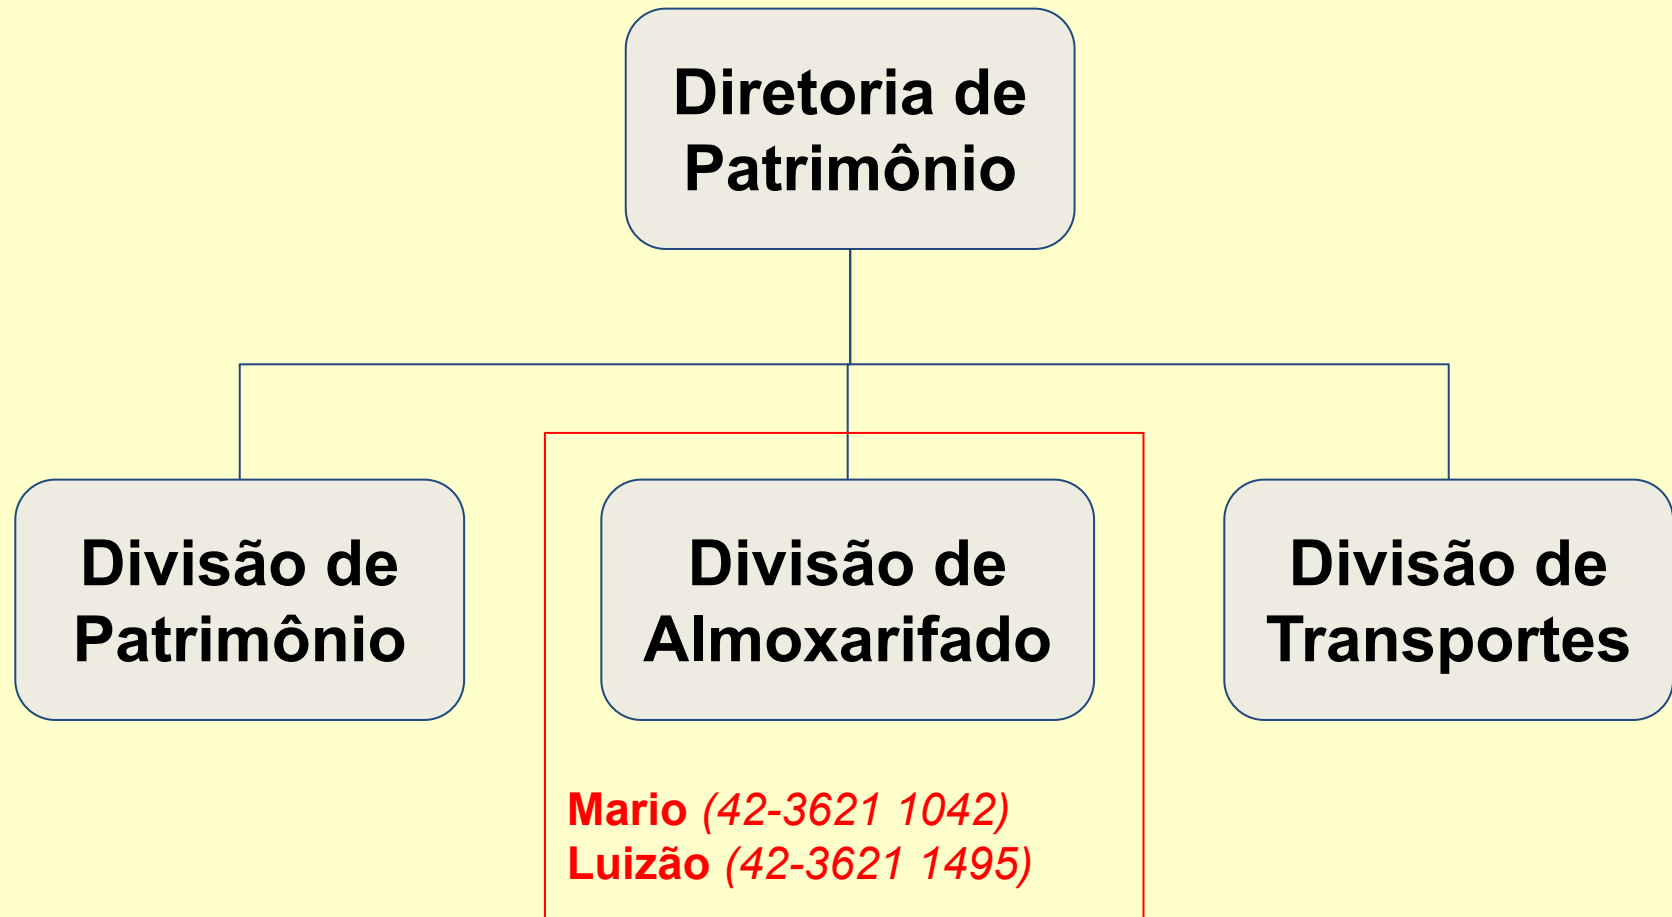 Diretoria de
Patrimônio
Divisão de
Patrimônio
Divisão de
Almoxarifado
Divisão de
Transportes
Mario (42-3621 1042)
Luizão (42-3621 1495)